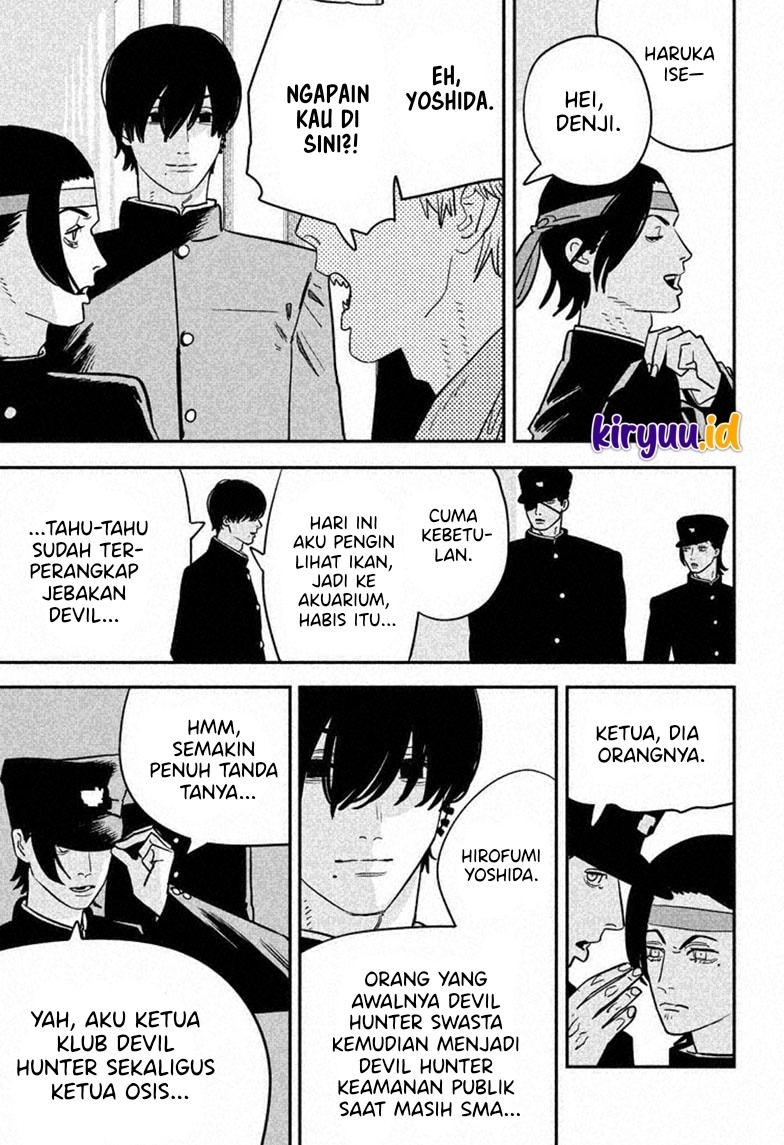 HARUKA
ISE—
HEI,
DENJI.
EH,
YOSHIDA.
NGAPAIN
KAU DI
SINI?!
kiryuu.id
CUMA
KEBETU-
LAN.
HARI INI
AKU PENGIN
LIHAT IKAN,
JADI KE
AKUARIUM,
HABIS ITU...
...TAHU-TAHU
SUDAH TER-
PERANGKAP
JEBAKAN
DEVIL...
KETUA, DIA
ORANGNYA.
HIROFUMI
YOSHIDA.
ORANG YANG
AWALNYA DEVIL
HUNTER SWASTA
KEMUDIAN MENJADI
DEVIL HUNTER
KEAMANAN PUBLIK
SAAT MASIH SMA...
HMM,
SEMAKIN
PENUH TANDA
TANYA...
YAH, AKU KETUA
KLUB DEVIL
HUNTER SEKALIGUS
KETUA OSIS...